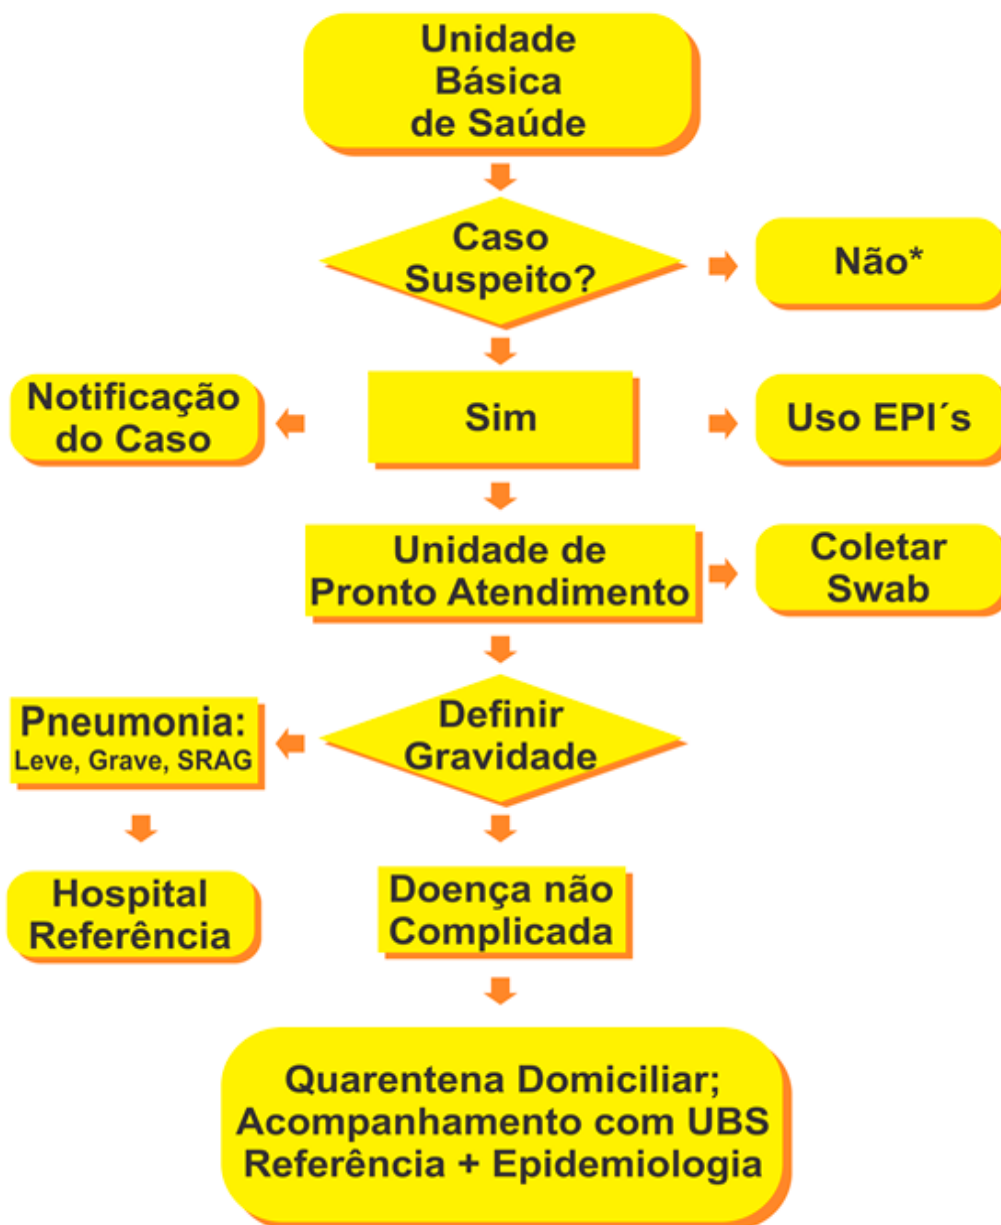 Unidade
Básica
de Saúde
Caso
Suspeito?
Não*
Notificação
do Caso
Sim
Uso EPI´s
Unidade de
Pronto Atendimento
Coletar
Swab
Definir
Gravidade
Pneumonia:
Leve, Grave, SRAG
Hospital
Referência
Doença não
Complicada
Quarentena Domiciliar;
Acompanhamento com UBS
Referência + Epidemiologia